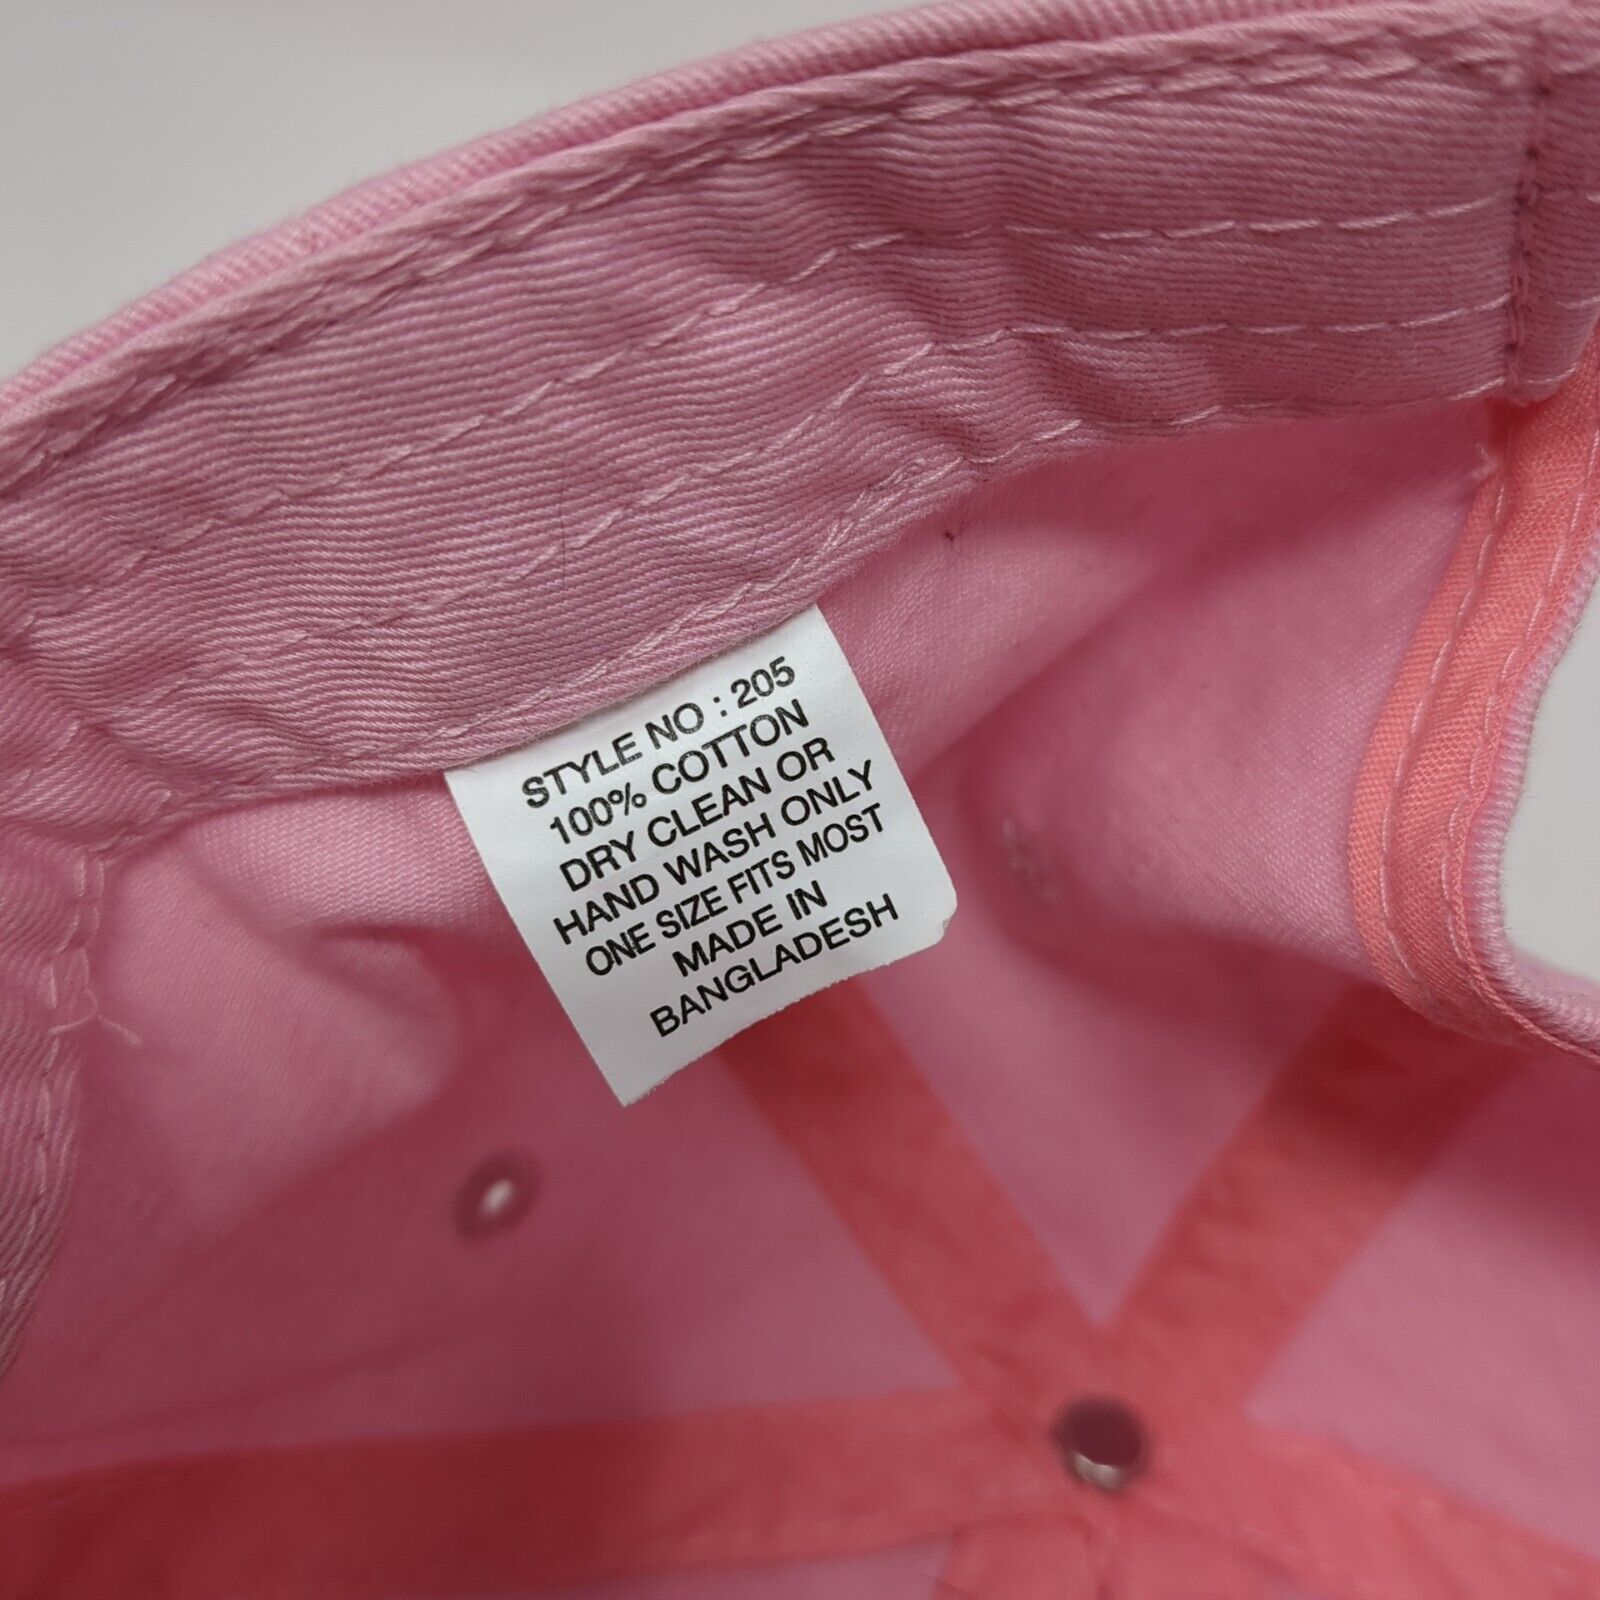 STYLE NO : 205
100% COTTON
DRY CLEAN OR
HAND WASH ONLY
ONE SIZE FITS MOST
MADE IN
BANGLADESH